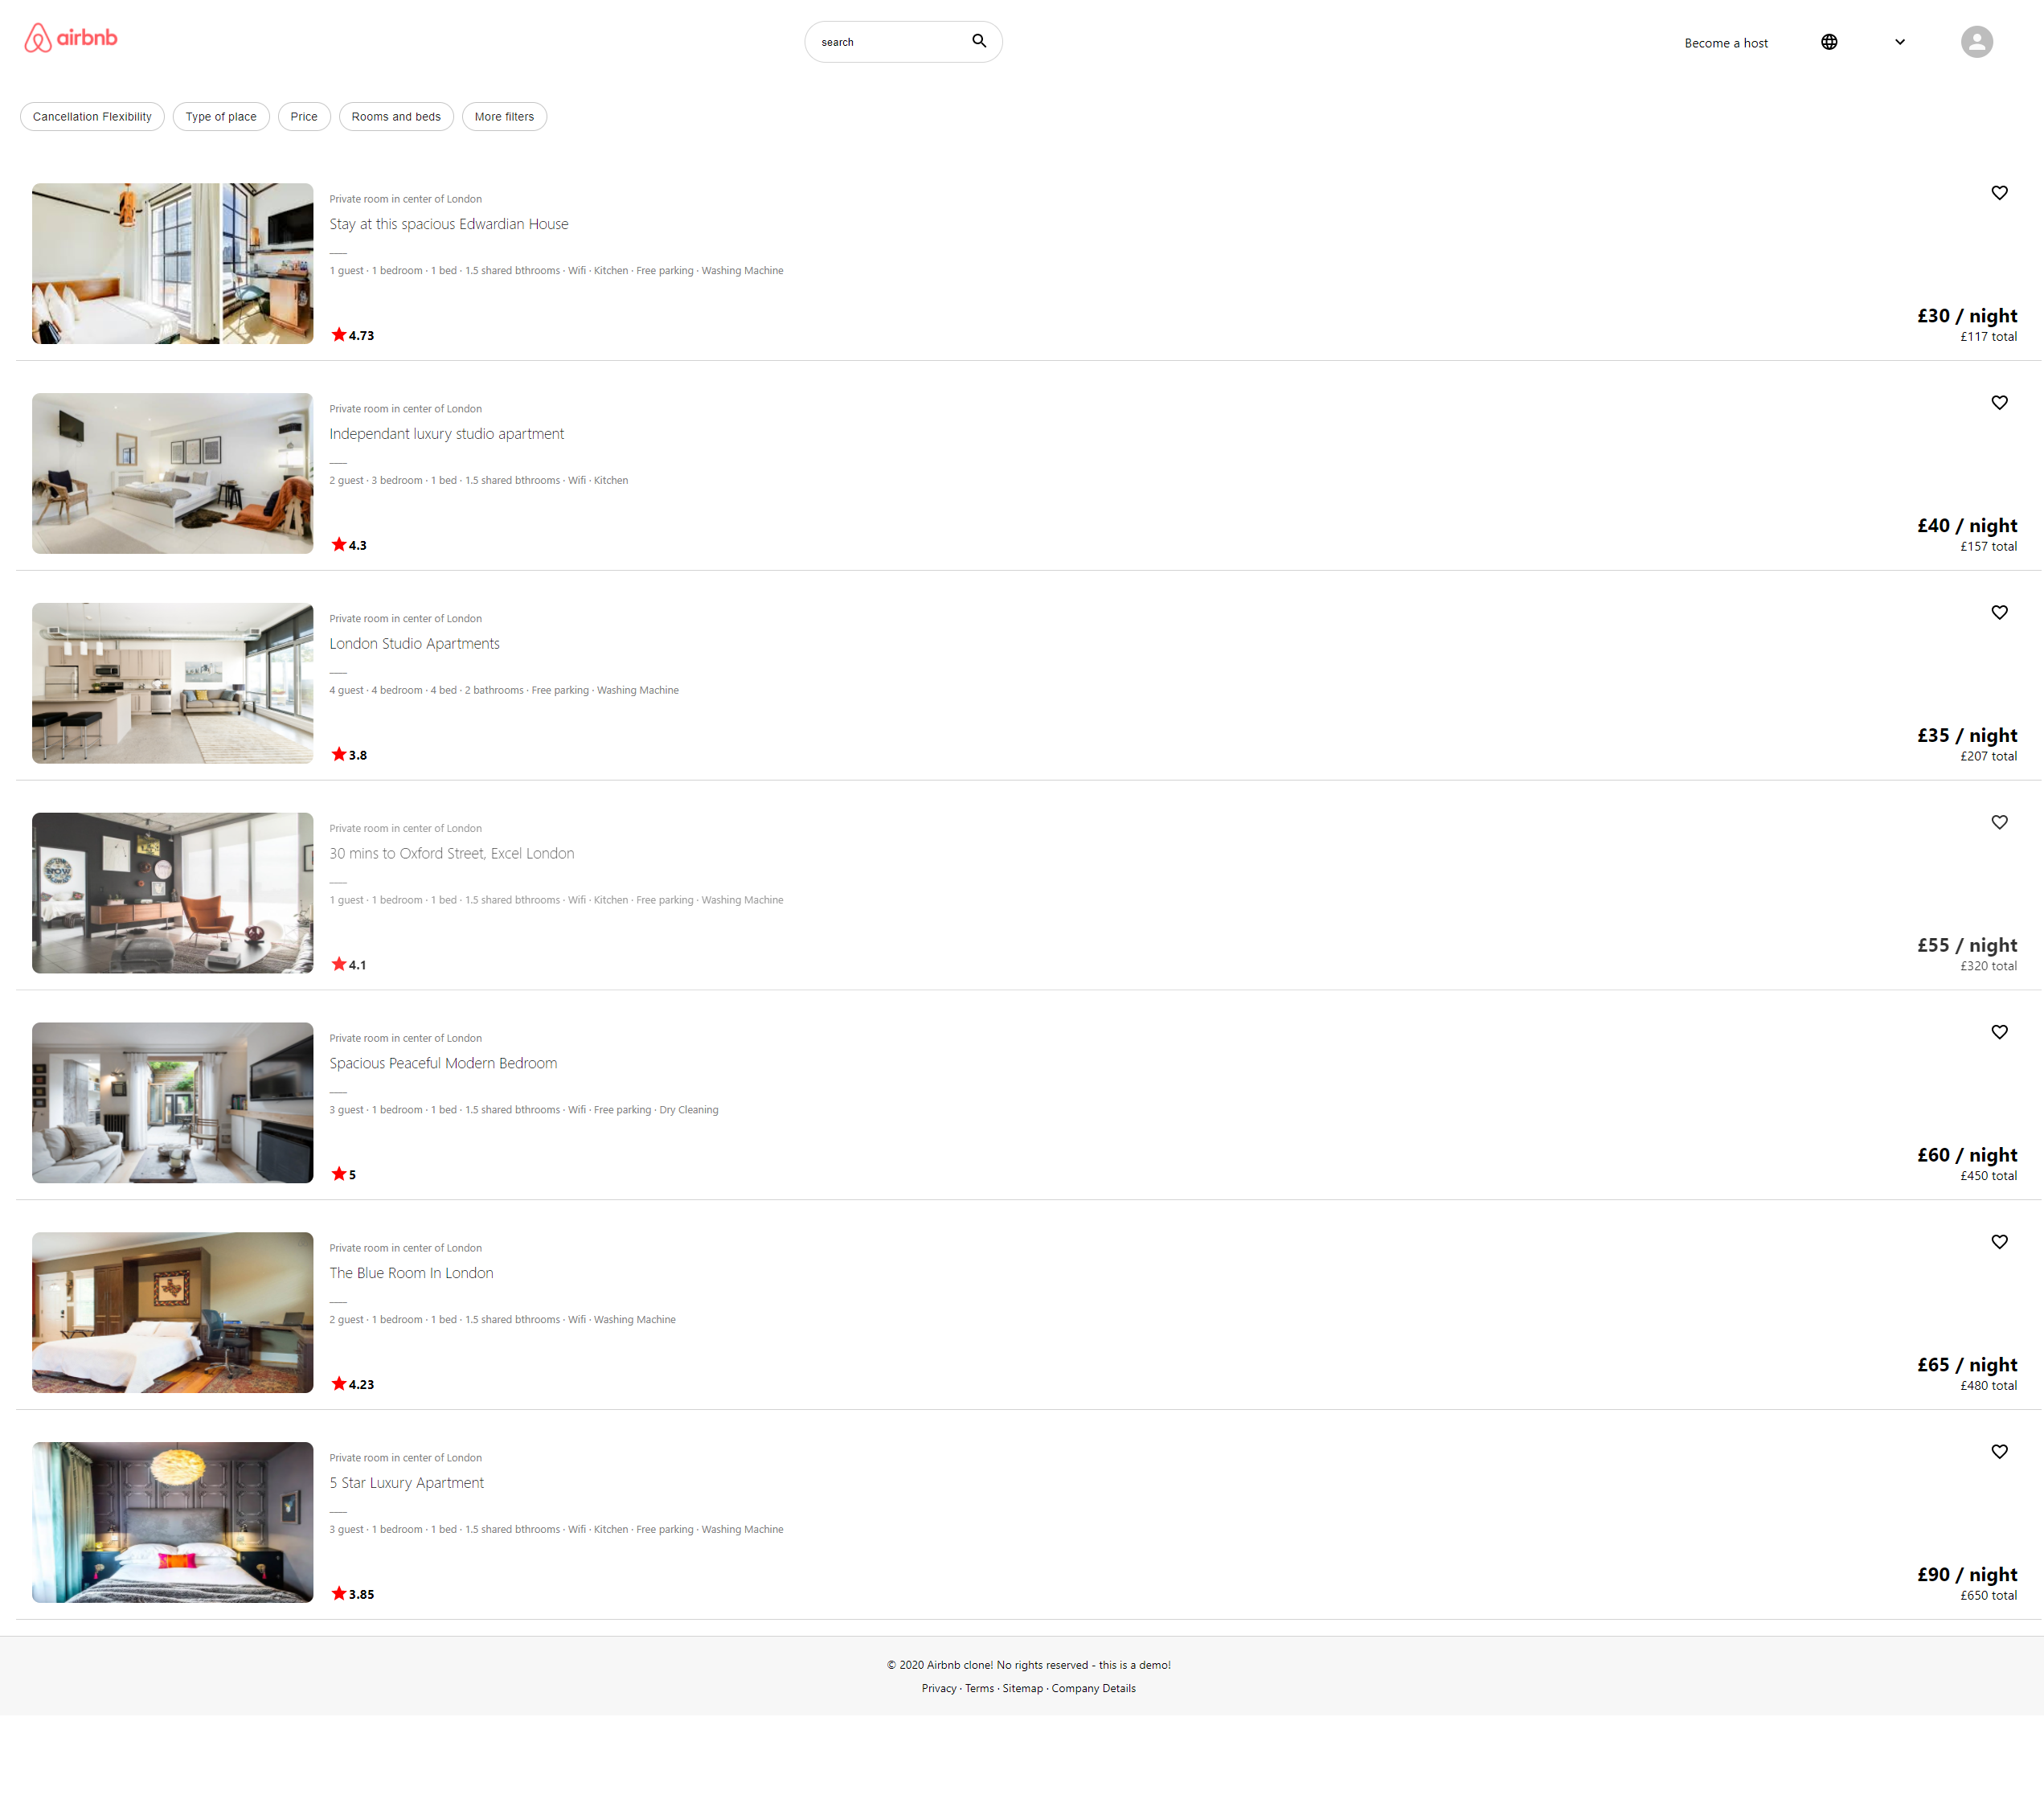 airbnb
search
Become a host
Cancellation Flexibility
Type of place
Price
Rooms and beds
More filters
Private room in center of London
Stay at this spacious Edwardian House
1 guest · 1 bedroom · 1 bed · 1.5 shared bthrooms · Wifi · Kitchen · Free parking · Washing Machine
4.73
£30 / night
£117 total
Private room in center of London
Independant luxury studio apartment
2 guest · 3 bedroom · 1 bed · 1.5 shared bthrooms · Wifi · Kitchen
4.3
£40 / night
£157 total
Private room in center of London
London Studio Apartments
4 guest · 4 bedroom · 4 bed · 2 bathrooms · Free parking · Washing Machine
3.8
£35 / night
£207 total
Private room in center of London
30 mins to Oxford Street, Excel London
1 guest · 1 bedroom · 1 bed · 1.5 shared bthrooms · Wifi · Kitchen · Free parking · Washing Machine
4.1
£55 / night
£320 total
Private room in center of London
Spacious Peaceful Modern Bedroom
3 guest · 1 bedroom · 1 bed · 1.5 shared bthrooms · Wifi · Free parking · Dry Cleaning
5
£60 / night
£450 total
Private room in center of London
The Blue Room In London
2 guest · 1 bedroom · 1 bed · 1.5 shared bthrooms · Wifi · Washing Machine
4.23
£65 / night
£480 total
Private room in center of London
5 Star Luxury Apartment
3 guest · 1 bedroom · 1 bed · 1.5 shared bthrooms · Wifi · Kitchen · Free parking · Washing Machine
3.85
£90 / night
£650 total
© 2020 Airbnb clone! No rights reserved - this is a demo!
Privacy · Terms · Sitemap · Company Details